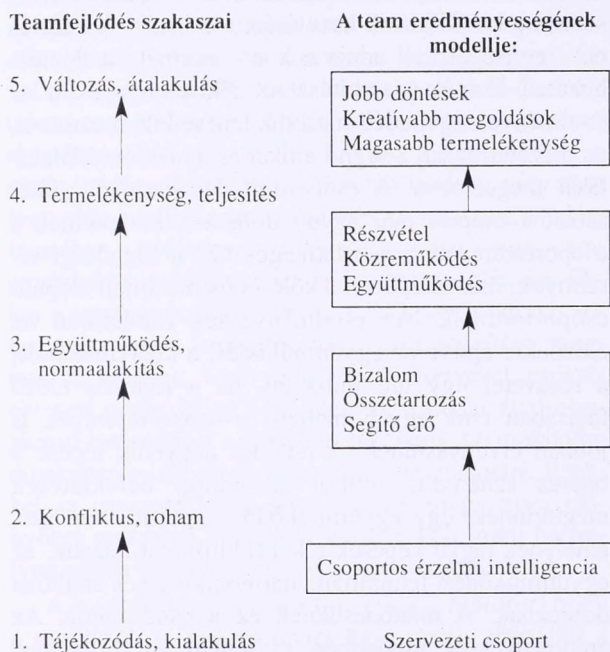 Teamfejlődés szakaszai
5. Változás, átalakulás
4. Termelékenység, teljesítés
3. Együttműködés,
normaalakítás
2. Konfliktus, roham
1. Tájékozódás, kialakulás
A team eredményességének
modellje:
Jobb döntések
Kreatívabb megoldások
Magasabb termelékenység
Részvétel
Közreműködés
Együttműködés
Bizalom
Összetartozás
Segítő erő
Csoportos érzelmi intelligencia
Szervezeti csoport